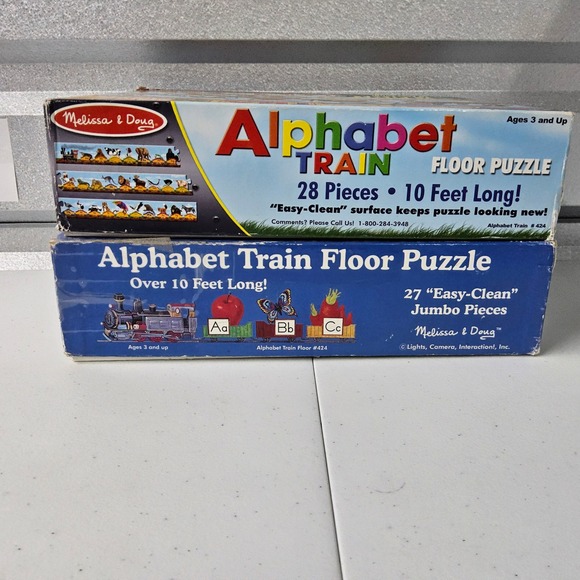 Melissa & Doug
Alphabet
TRAIN
FLOOR PUZZLE
Ages 3 and Up
28 Pieces • 10 Feet Long!
"Easy-Clean" surface keeps puzzle looking new!
Comments? Please Call Us! 1-800-284-3948
Alphabet Train # 424
Alphabet Train Floor Puzzle
Over 10 Feet Long!
27 "Easy-Clean"
Jumbo Pieces
Aa
Bb
Cc
Melissa & Doug™
Ages 3 and up
Alphabet Train Floor #424
© Lights, Camera, Interaction!, Inc.